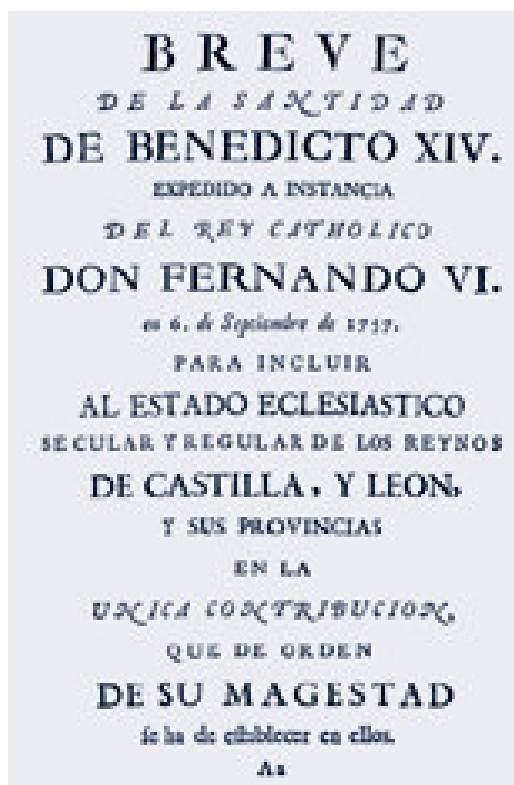 BREVE
DE LA SANTIDAD
DE BENEDICTO XIV.
EXPEDIDO A INSTANCIA
DEL REY CATHOLICO
DON FERNANDO VI.
en 6. de Septiembre de 1757.
PARA INCLUIR
AL ESTADO ECLESIASTICO
SECULAR Y REGULAR DE LOS REYNOS
DE CASTILLA, Y LEON,
Y SUS PROVINCIAS
EN LA
UNICA CONTRIBUCION,
QUE DE ORDEN
DE SU MAGESTAD
se ha de establecer en ellos.
Aa